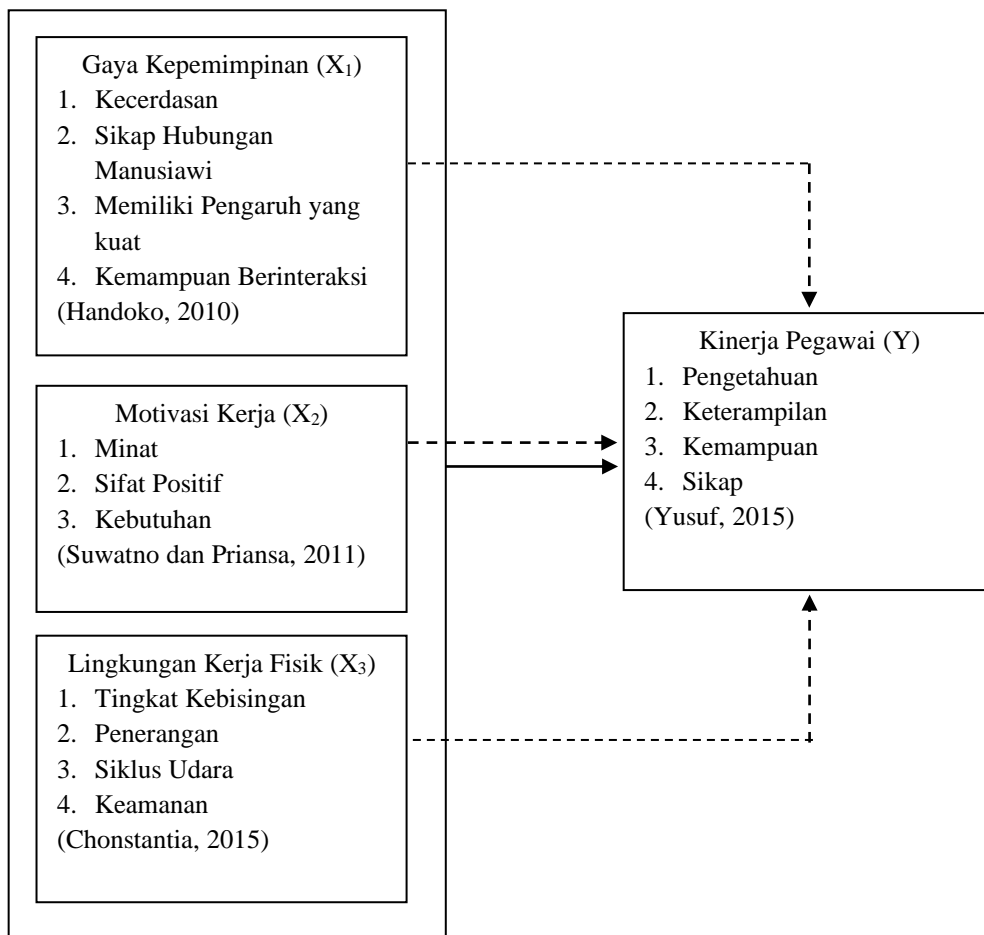 Gaya Kepemimpinan (X₁)
1. Kecerdasan
2. Sikap Hubungan
Manusiawi
3. Memiliki Pengaruh yang
kuat
4. Kemampuan Berinteraksi
(Handoko, 2010)
Motivasi Kerja (X₂)
1. Minat
2. Sifat Positif
3. Kebutuhan
(Suwatno dan Priansa, 2011)
Lingkungan Kerja Fisik (X₃)
1. Tingkat Kebisingan
2. Penerangan
3. Siklus Udara
4. Keamanan
(Chonstantia, 2015)
Kinerja Pegawai (Y)
1. Pengetahuan
2. Keterampilan
3. Kemampuan
4. Sikap
(Yusuf, 2015)